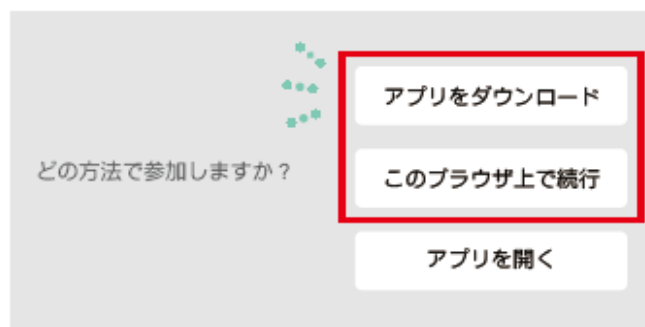 アプリをダウンロード
どの方法で参加しますか？
このブラウザ上で続行
アプリを開く